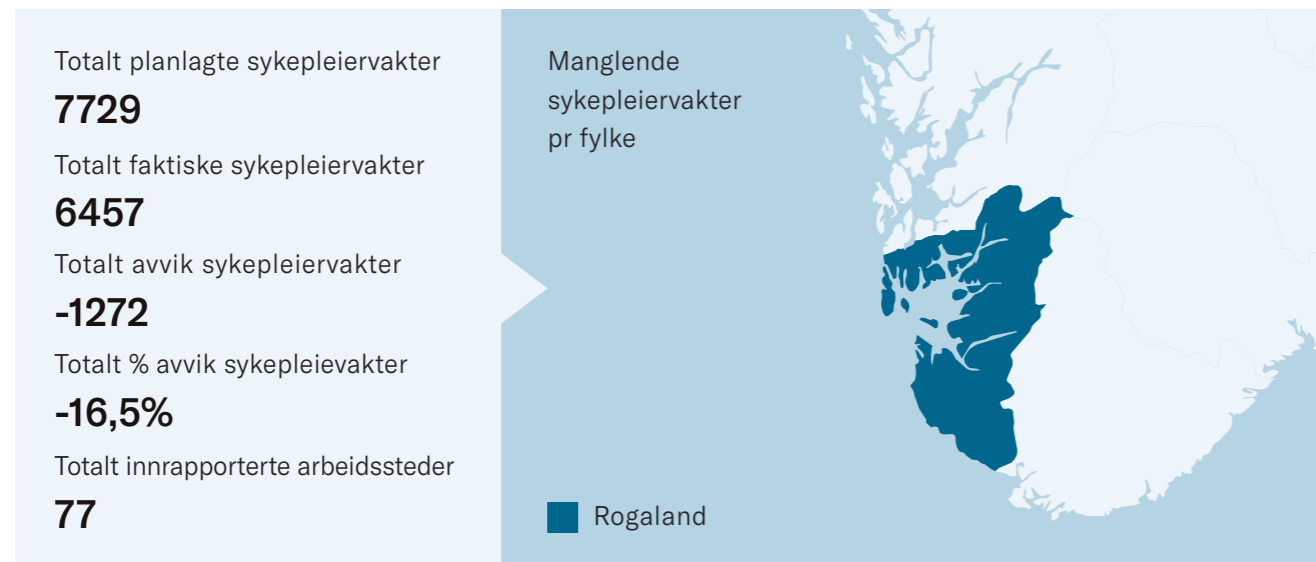 Totalt planlagte sykepleiervakter
7729
Totalt faktiske sykepleiervakter
6457
Totalt avvik sykepleiervakter
-1272
Totalt % avvik sykepleievakter
-16,5%
Totalt innrapporterte arbeidssteder
77
Manglende
sykepleiervakter
pr fylke
Rogaland